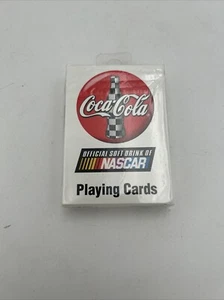 Coca-Cola
OFFICIAL SOFT DRINK OF
NASCAR
Playing Cards